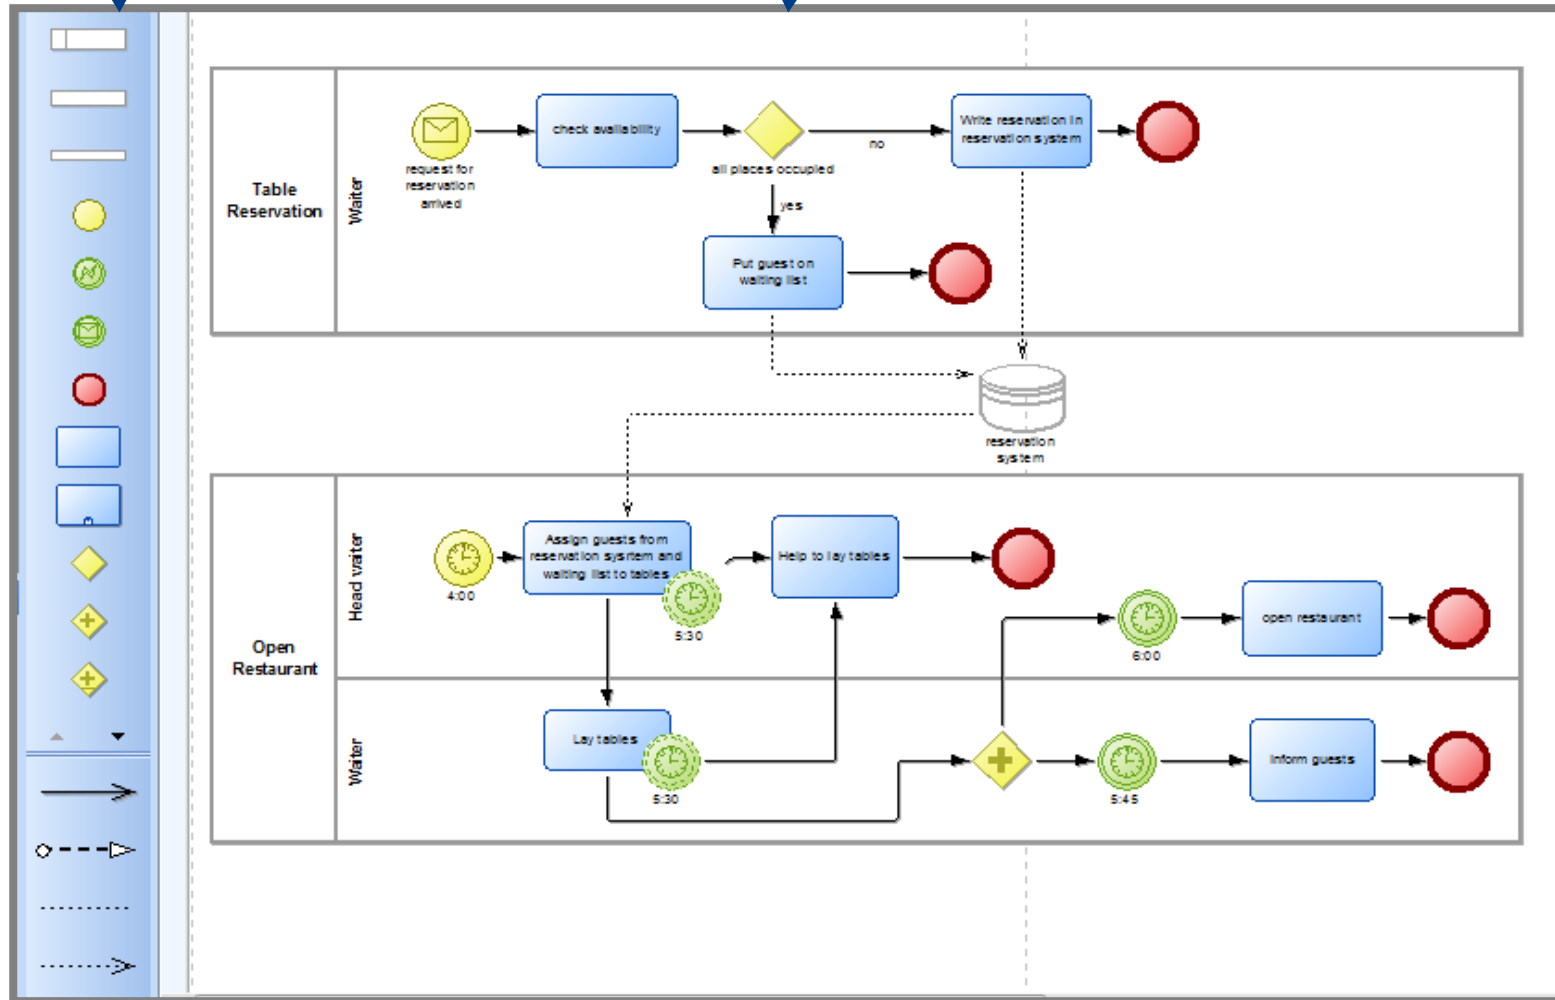 Table
Reservation
Waiter
request for
reservation
arrived
check availability
all places occupied
no
yes
Write reservation in
reservation system
Put guest on
waiting list
reservation
system
Open
Restaurant
Head waiter
4:00
Assign guests from
reservation sysrtem and
waiting list to tables
5:30
Help to lay tables
6:00
open restaurant
Waiter
Lay tables
5:30
5:45
Inform guests